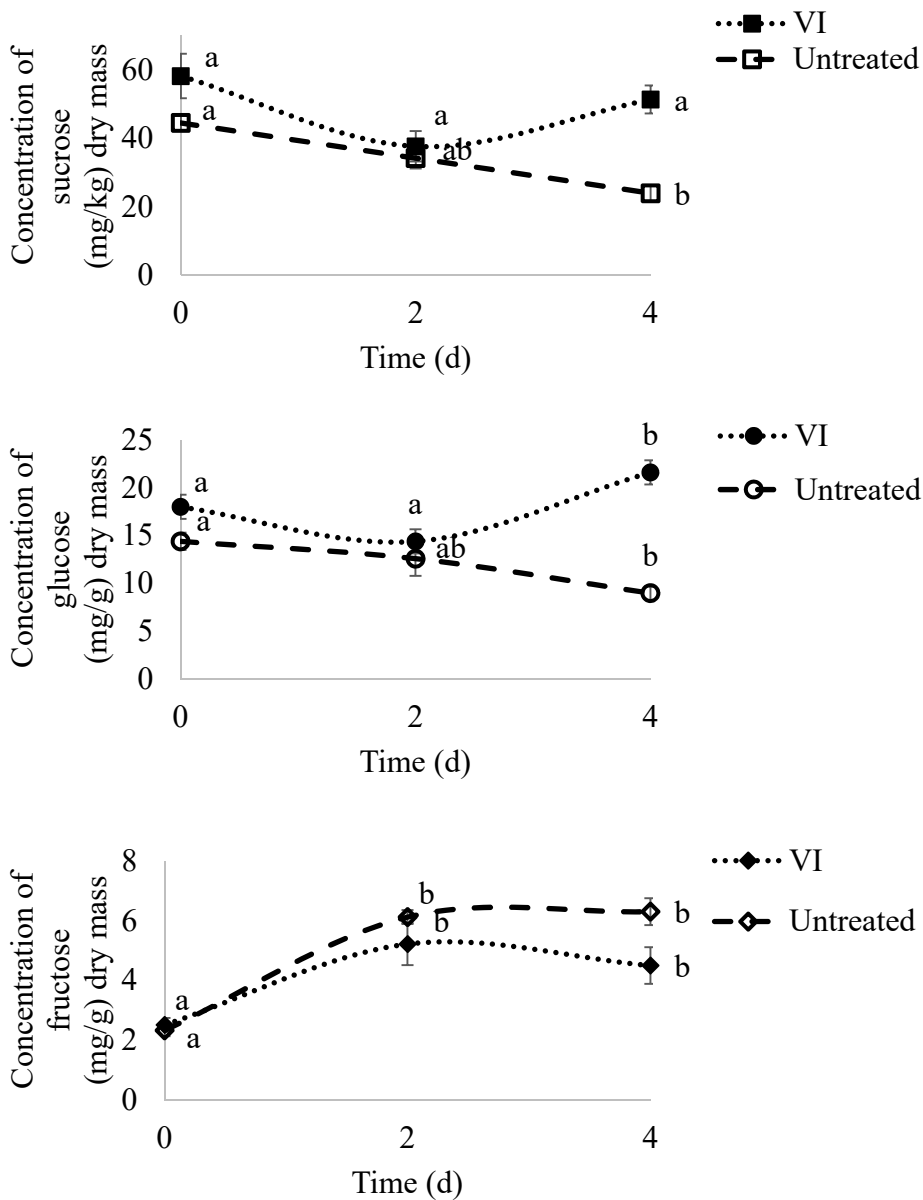 Concentration of
sucrose
(mg/kg) dry mass
60
40
20
0
a
a
a
ab
a
b
0
2
4
Time (d)
VI
Untreated
Concentration of
glucose
(mg/g) dry mass
25
20
15
10
5
0
a
a
a
ab
b
b
0
2
4
Time (d)
VI
Untreated
Concentration of
fructose
(mg/g) dry mass
8
6
4
2
0
a
a
b
b
b
b
0
2
4
Time (d)
VI
Untreated